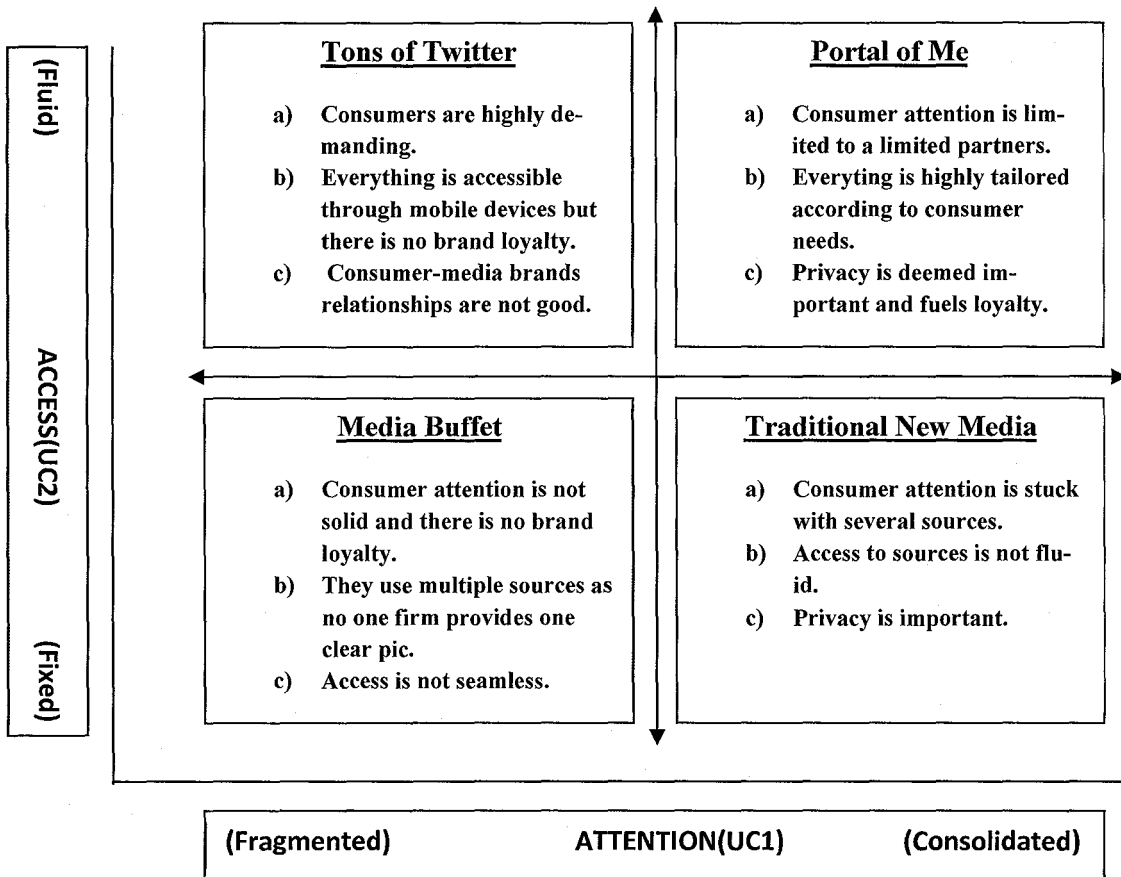 (Fluid)
ACCESS(UC2)
(Fixed)
Tons of Twitter
a) Consumers are highly de-
manding.
b) Everything is accessible
through mobile devices but
there is no brand loyalty.
c) Consumer-media brands
relationships are not good.
Portal of Me
a) Consumer attention is lim-
ited to a limited partners.
b) Everyting is highly tailored
according to consumer
needs.
c) Privacy is deemed im-
portant and fuels loyalty.
Media Buffet
a) Consumer attention is not
solid and there is no brand
loyalty.
b) They use multiple sources as
no one firm provides one
clear pic.
c) Access is not seamless.
Traditional New Media
a) Consumer attention is stuck
with several sources.
b) Access to sources is not flu-
id.
c) Privacy is important.
(Fragmented) ATTENTION(UC1) (Consolidated)